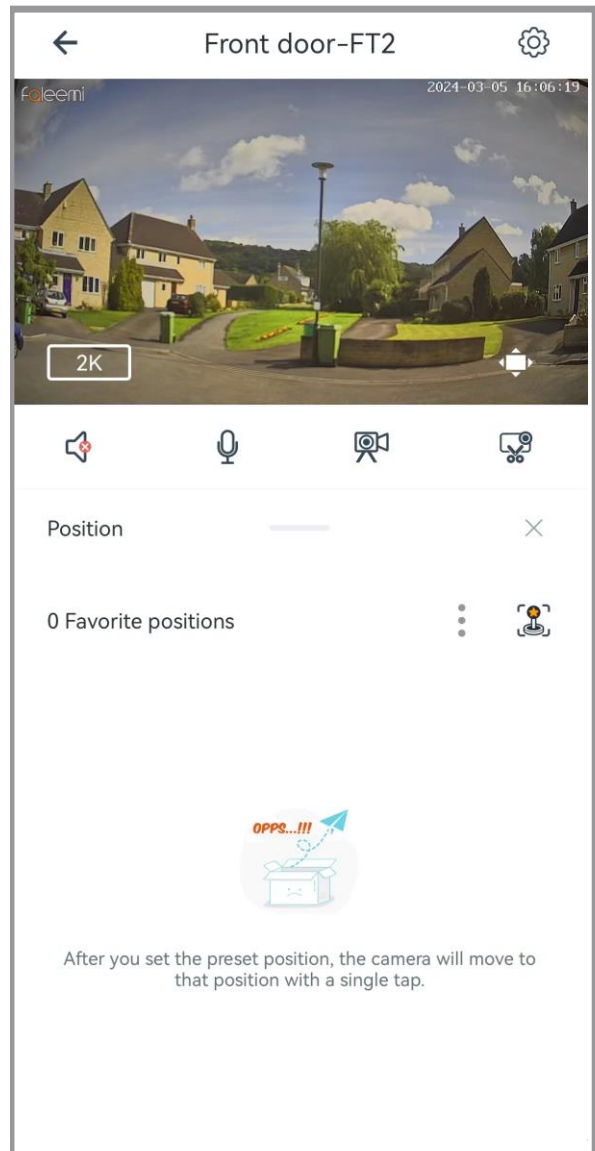 Front door-FT2
faleemi
2024-03-05 16:06:19
2K
Position
0 Favorite positions
OPPS...!!!
After you set the preset position, the camera will move to
that position with a single tap.